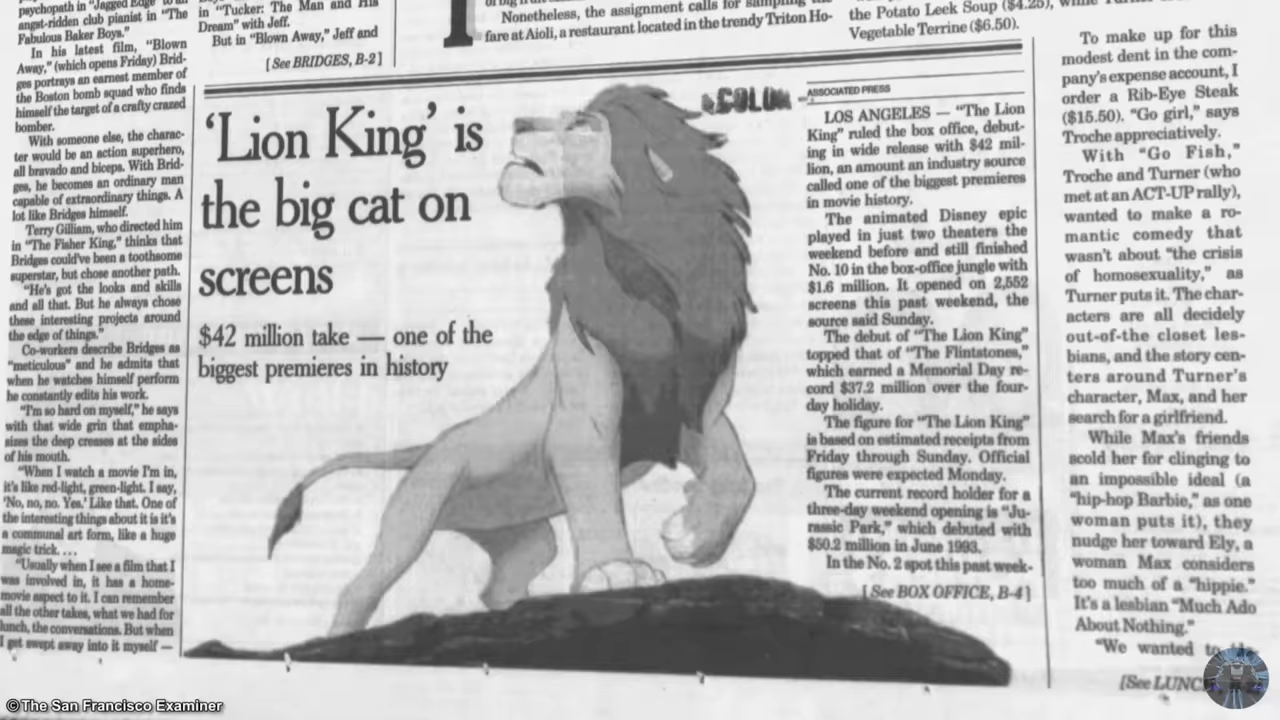 psychopath in "Jagged Edge" to an
angst-ridden club pianist in "The
Fabulous Baker Boys."
In his latest film, "Blown
Away," (which opens Friday) Brid-
ges portrays an earnest member of
the Boston bomb squad who finds
himself the target of a crafty crazed
bomber.
With someone else, the charac-
ter would be an action superhero,
all bravado and biceps. With Brid-
ges, he becomes an ordinary man
capable of extraordinary things. A
lot like Bridges himself.
Terry Gilliam, who directed him
in "The Fisher King," thinks that
Bridges could've been a toothsome
superstar, but chose another path.
"He's got the looks and skills
and all that. But he always chose
these interesting projects around
the edge of things."
Co-workers describe Bridges as
"meticulous" and he admits that
when he watches himself perform
he constantly edits his work.
"I'm so hard on myself," he says
with that wide grin that empha-
sizes the deep creases at the sides
of his mouth.
"When I watch a movie I'm in,
it's like red-light, green-light. I say,
'No, no, no. Yes.' Like that. One of
the interesting things about it is it's
a communal art form, like a huge
magic trick. . . .
"Usually when I see a film that I
was involved in, it has a home-
movie aspect to it. I can remember
all the other takes, what we had for
lunch, the conversations. But when
I get swept away into it myself —
in "Tucker: The Man and His
Dream" with Jeff.
But in "Blown Away," Jeff and
[See BRIDGES, B-2]
Nonetheless, the assignment calls for sampling the
fare at Aioli, a restaurant located in the trendy Triton Ho-
the Potato Leek Soup ($4.25), while Turner
Vegetable Terrine ($6.50).
'Lion King' is
the big cat on
screens
$42 million take — one of the
biggest premieres in history
COLOR
ASSOCIATED PRESS
LOS ANGELES — "The Lion
King" ruled the box office, debut-
ing in wide release with $42 mil-
lion, an amount an industry source
called one of the biggest premieres
in movie history.
The animated Disney epic
played in just two theaters the
weekend before and still finished
No. 10 in the box-office jungle with
$1.6 million. It opened on 2,552
screens this past weekend, the
source said Sunday.
The debut of "The Lion King"
topped that of "The Flintstones,"
which earned a Memorial Day re-
cord $37.2 million over the four-
day holiday.
The figure for "The Lion King"
is based on estimated receipts from
Friday through Sunday. Official
figures were expected Monday.
The current record holder for a
three-day weekend opening is "Ju-
rassic Park," which debuted with
$50.2 million in June 1993.
In the No. 2 spot this past week-
[See BOX OFFICE, B-4]
To make up for this
modest dent in the com-
pany's expense account, I
order a Rib-Eye Steak
($15.50). "Go girl," says
Troche appreciatively.
With "Go Fish,"
Troche and Turner (who
met at an ACT-UP rally),
wanted to make a ro-
mantic comedy that
wasn't about "the crisis
of homosexuality," as
Turner puts it. The char-
acters are all decidedly
out-of-the closet les-
bians, and the story cen-
ters around Turner's
character, Max, and her
search for a girlfriend.
While Max's friends
scold her for clinging to
an impossible ideal (a
"hip-hop Barbie," as one
woman puts it), they
nudge her toward Ely, a
woman Max considers
too much of a "hippie."
It's a lesbian "Much Ado
About Nothing."
"We wanted to
[See LUNCH
©The San Francisco Examiner